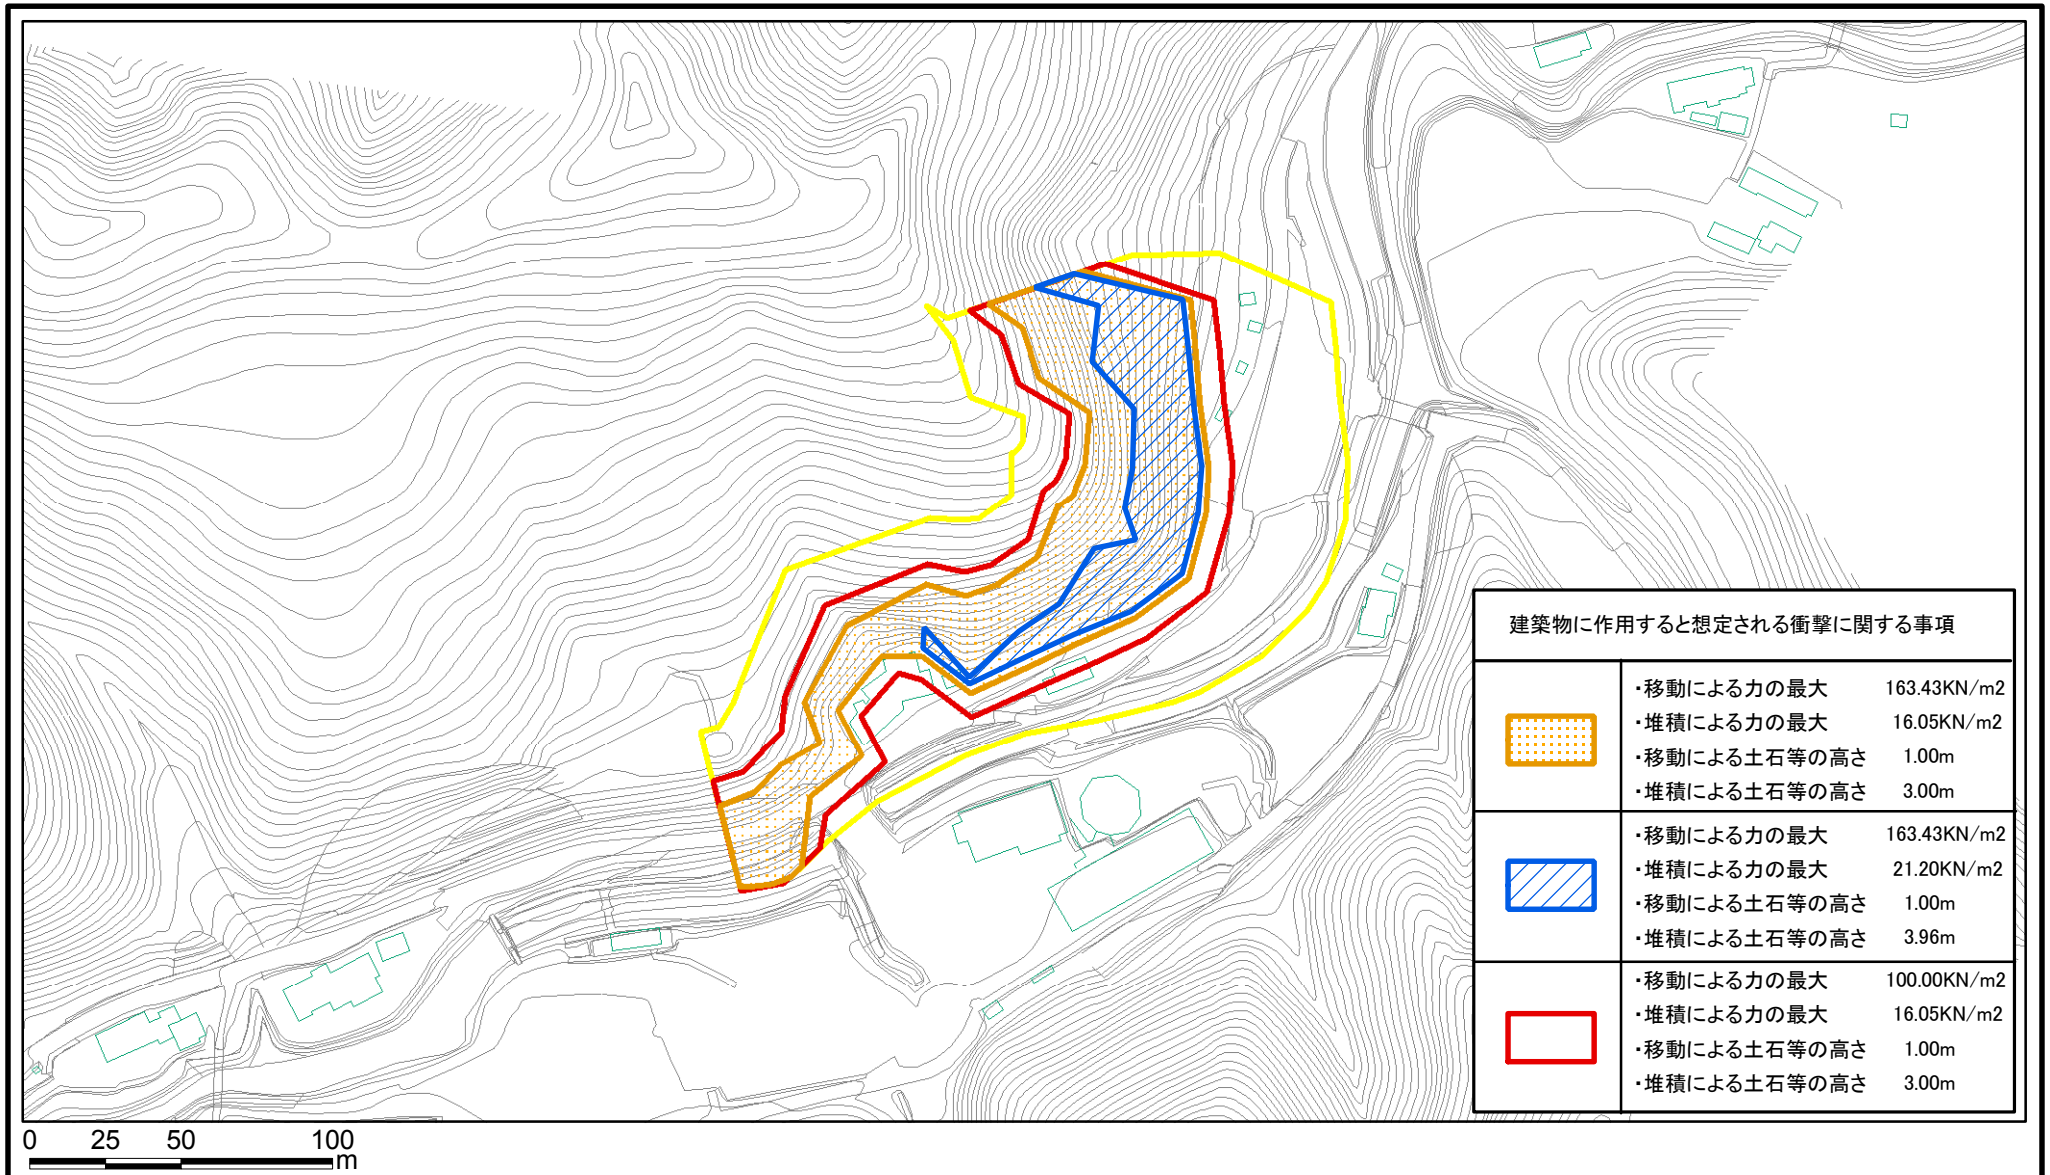 建築物に作用すると想定される衝撃に関する事項
・移動による力の最大 163.43KN/m2
・堆積による力の最大 16.05KN/m2
・移動による土石等の高さ 1.00m
・堆積による土石等の高さ 3.00m
・移動による力の最大 163.43KN/m2
・堆積による力の最大 21.20KN/m2
・移動による土石等の高さ 1.00m
・堆積による土石等の高さ 3.96m
・移動による力の最大 100.00KN/m2
・堆積による力の最大 16.05KN/m2
・移動による土石等の高さ 1.00m
・堆積による土石等の高さ 3.00m
0 25 50 100
m